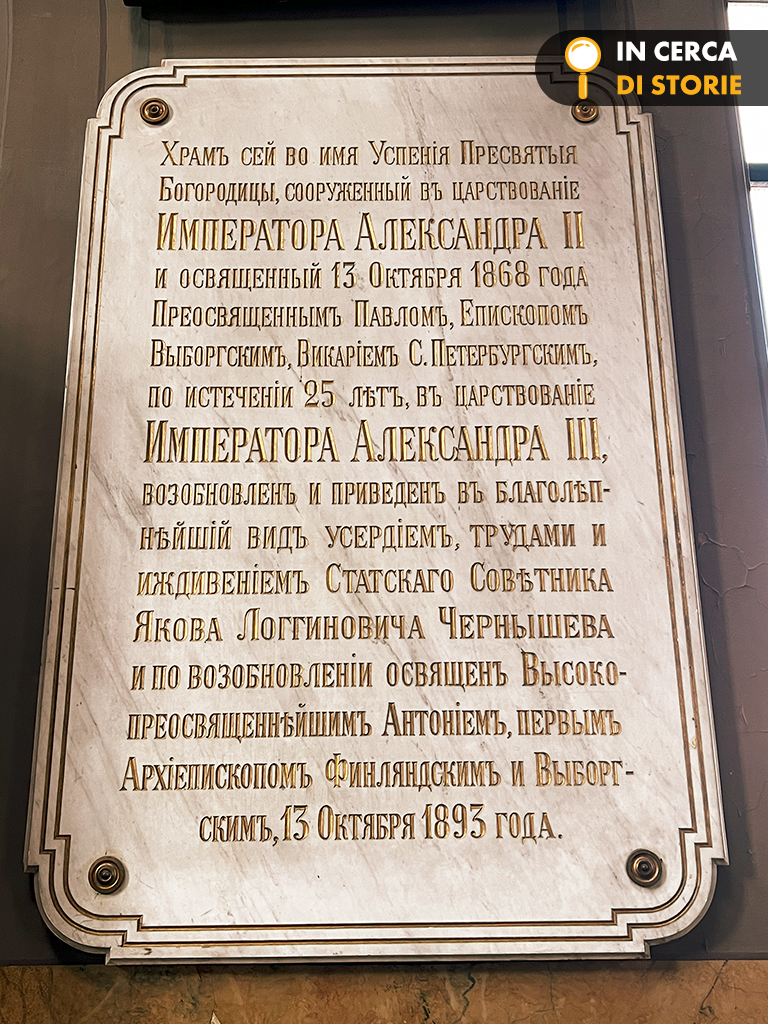 IN CERCA
DI STORIE
Храмъ сей во имя Успенія Пресвятыя
Богородицы, сооруженный въ царствованіе
Императора Александра II
и освященный 13 Октября 1868 года
Преосвященнымъ Павломъ, Епископомъ
Выборгскимъ, Викаріемъ С. Петербургскимъ,
по истеченіи 25 лѣтъ, въ царствованіе
Императора Александра III,
возобновленъ и приведенъ въ благолѣп-
нѣйшій видъ усердіемъ, трудами и
иждивеніемъ Статскаго Совѣтника
Якова Логгиновича Чернышева
и по возобновленіи освященъ Высоко-
преосвященнѣйшимъ Антоніемъ, первымъ
Архіепископомъ Финляндскимъ и Выборг-
скимъ, 13 Октября 1893 года.